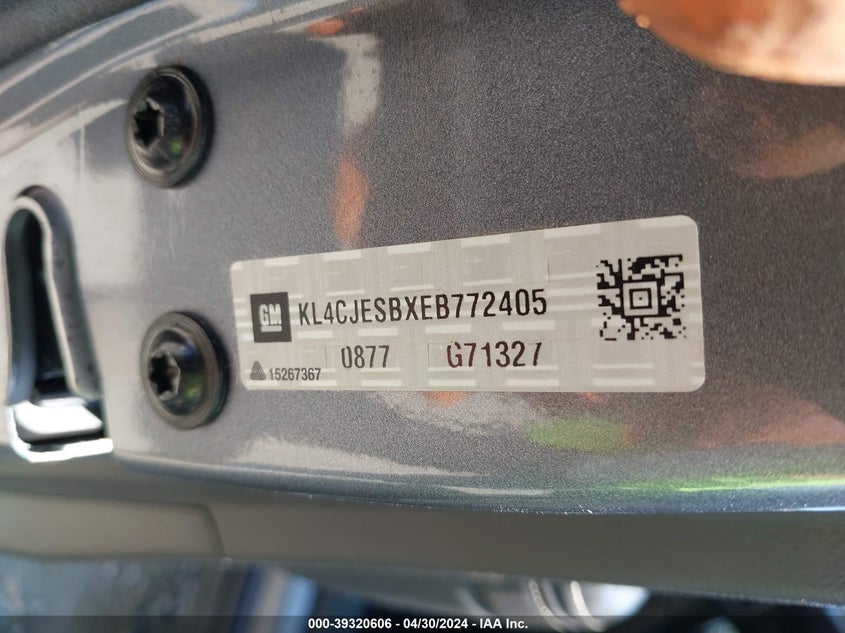 GM KL4CJESBXEB772405
15267367 0877 G71327
000-39320606 - 04/30/2024 - IAA Inc.